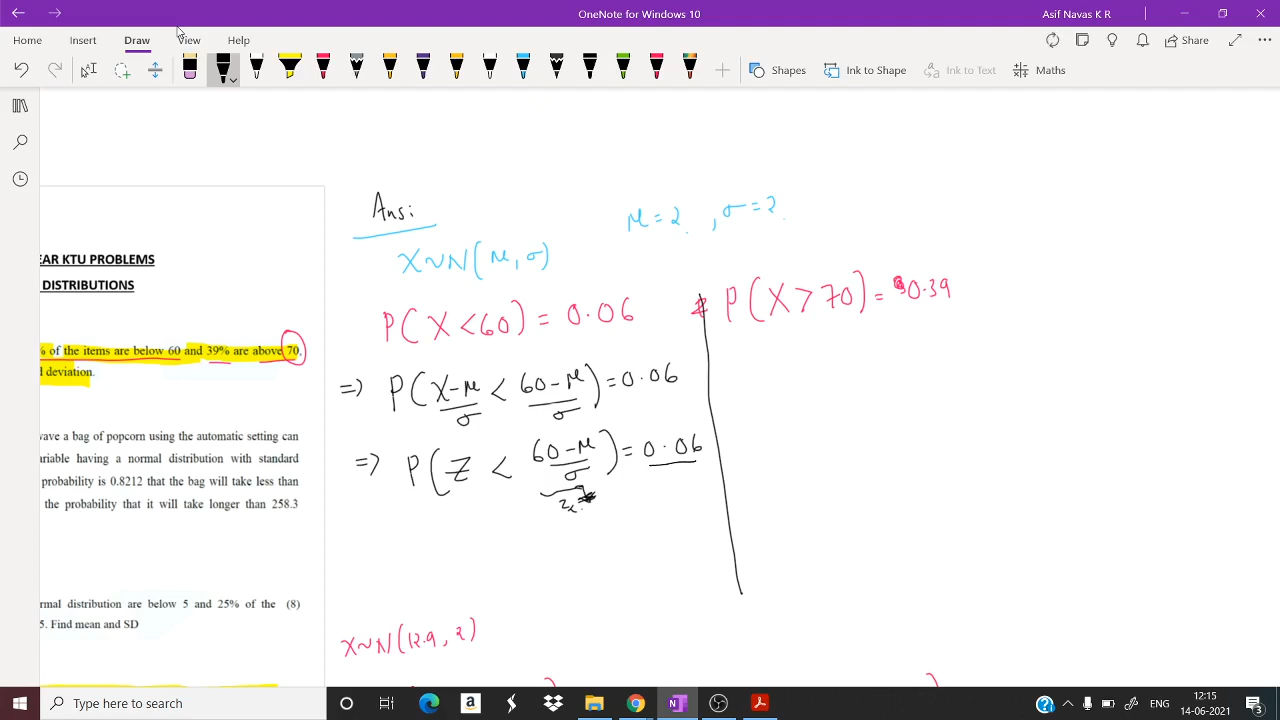 OneNote for Windows 10
Asif Navas K R
Home Insert Draw View Help
Share
Shapes Ink to Shape Ink to Text Maths
EAR KTU PROBLEMS
DISTRIBUTIONS
% of the items are below 60 and 39% are above 70.
d deviation.
wave a bag of popcorn using the automatic setting can
riable having a normal distribution with standard
probability is 0.8212 that the bag will take less than
the probability that it will take longer than 258.3
rmal distribution are below 5 and 25% of the (8)
5. Find mean and SD
Ans:
μ = 2 , σ = 2
X~N(μ, σ)
P(X < 60) = 0.06
P(X > 70) = 0.39
=> P(X-μ/σ < 60-μ/σ) = 0.06
=> P(Z < 60-μ/σ) = 0.06
X~N(12.9, 2)
Type here to search
12:15
ENG
14-06-2021
3